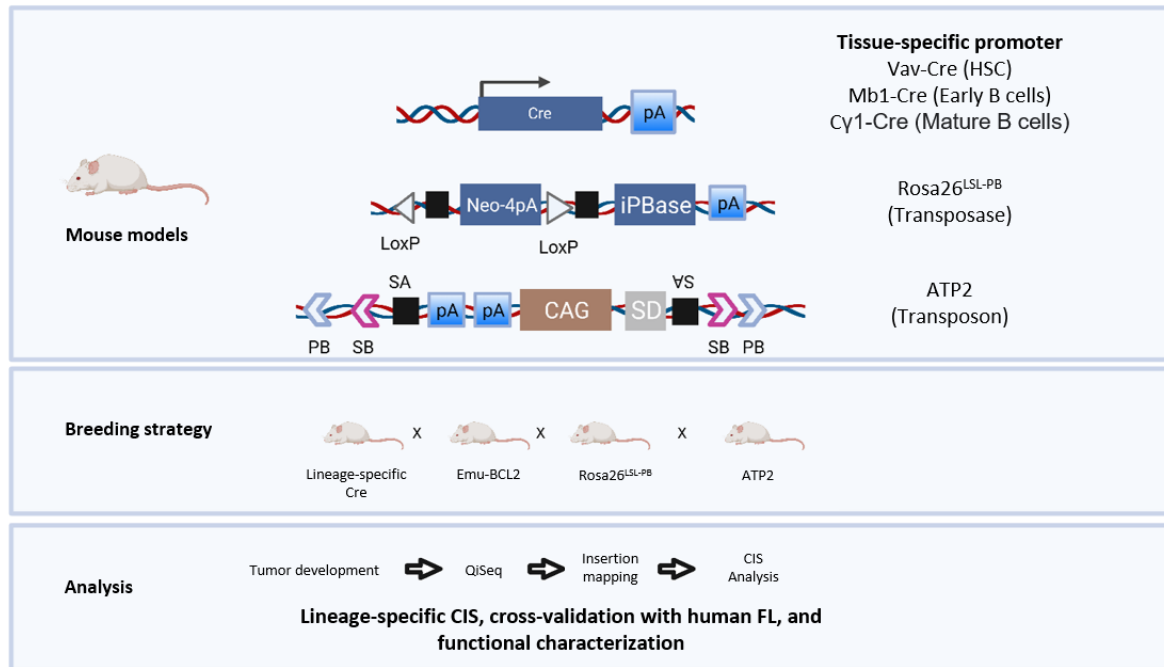 Tissue-specific promoter
Vav-Cre (HSC)
Mb1-Cre (Early B cells)
Cγ1-Cre (Mature B cells)
Cre
pA
Mouse models
Neo-4pA
iPBase
pA
LoxP
LoxP
Rosa26LSL-PB
(Transposase)
SA
SA
pA
pA
CAG
SD
PB
SB
SB
PB
ATP2
(Transposon)
Breeding strategy
x
x
x
Lineage-specific
Cre
Emu-BCL2
Rosa26LSL-PB
ATP2
Analysis
Tumor development
QiSeq
Insertion
mapping
CIS
Analysis
Lineage-specific CIS, cross-validation with human FL, and
functional characterization